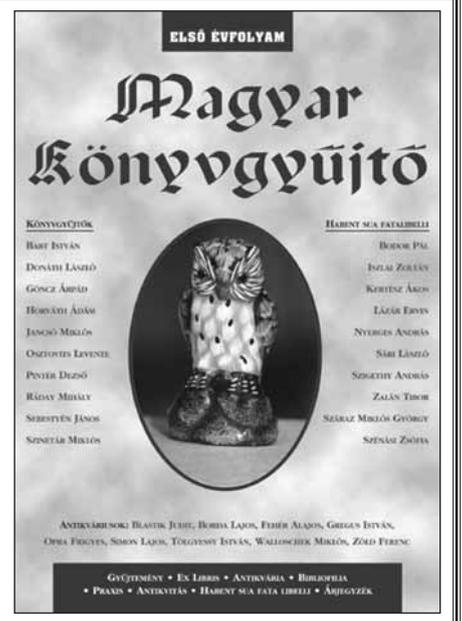 ELSŐ ÉVFOLYAM
Magyar
Könyvgyűjtő
KÖNYVGYŰJTŐK
BART ISTVÁN
DONÁTH LÁSZLÓ
GÖNCZ ÁRPÁD
HORVÁTH ÁDÁM
JANCSÓ MIKLÓS
OSZTOVITS LEVENTE
PINTÉR DEZSŐ
RÁDAY MIHÁLY
SEBESTYÉN JÁNOS
SZINETÁR MIKLÓS
HABENT SUA FATALIBELLI
BODOR PÁL
ISZLAI ZOLTÁN
KERTÉSZ ÁKOS
LÁZÁR ERVIN
NYERGES ANDRÁS
SÁRI LÁSZLÓ
SZIGETHY ANDRÁS
ZALÁN TIBOR
SZÁRAZ MIKLÓS GYÖRGY
SZÉNÁSI ZSÓFIA
ANTIKVÁRIUSOK: BLASTIK JUDIT, BORDA LAJOS, FEHÉR ALAJOS, GREGUS ISTVÁN,
OPRA FRIGYES, SIMON LAJOS, TÖLGYESSY ISTVÁN, WALLOSCHEK MIKLÓS, ZÖLD FERENC
GYŰJTEMÉNY • EX LIBRIS • ANTIKVÁRIA • BIBLIOFILIA
• PRAXIS • ANTIKVITÁS • HABENT SUA FATA LIBELLI • ÁRJEGYZÉK